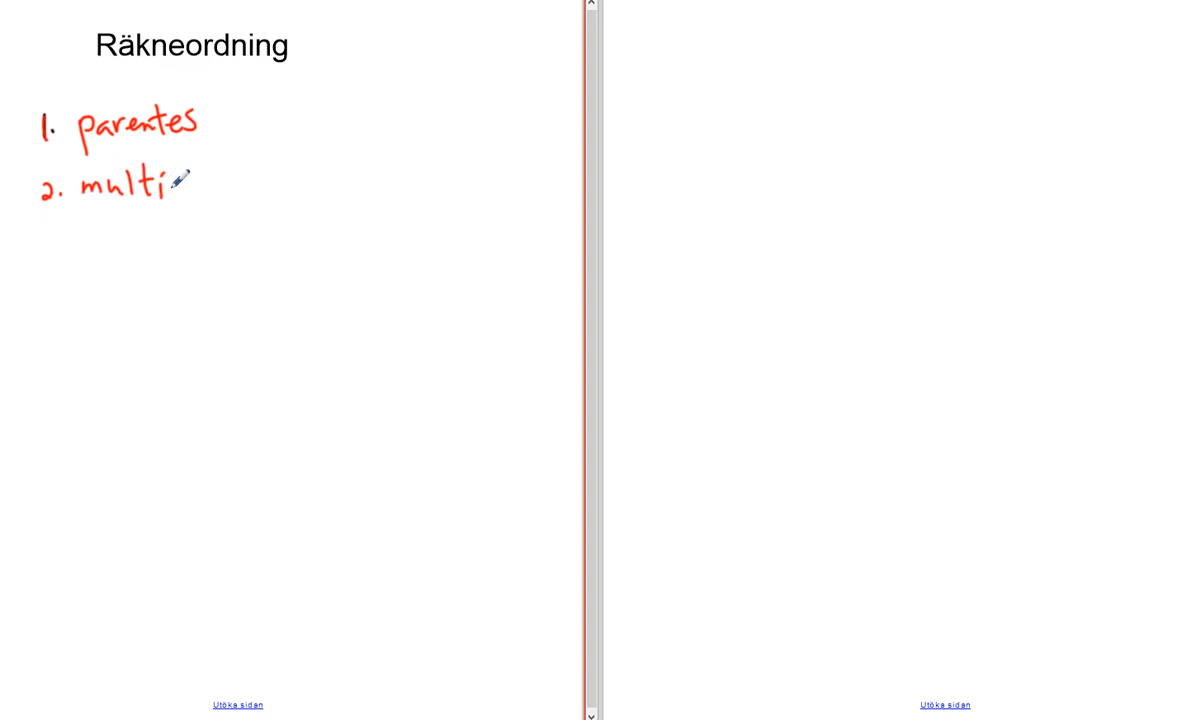 Räkneordning
1. parentes
2. multi
Utöka sidan
Utöka sidan